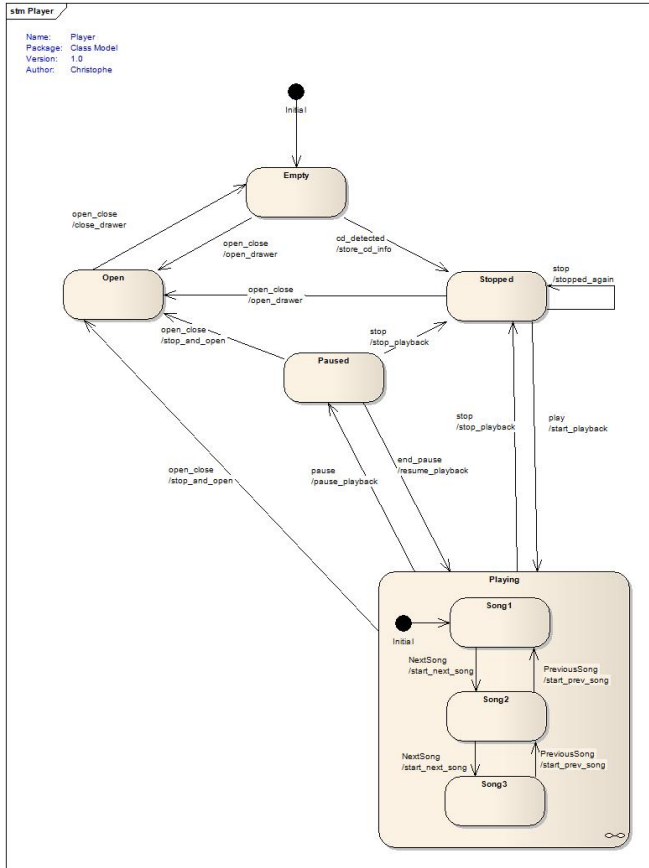 stm Player
Name: Player
Package: Class Model
Version: 1.0
Author: Christophe
Initial
Empty
open_close
/close_drawer
open_close
/open_drawer
cd_detected
/store_cd_info
Open
Stopped
stop
/stopped_again
open_close
/open_drawer
open_close
/stop_and_open
stop
/stop_playback
Paused
stop
/stop_playback
play
/start_playback
open_close
/stop_and_open
pause
/pause_playback
end_pause
/resume_playback
Playing
Initial
Song1
NextSong
/start_next_song
PreviousSong
/start_prev_song
Song2
NextSong
/start_next_song
PreviousSong
/start_prev_song
Song3